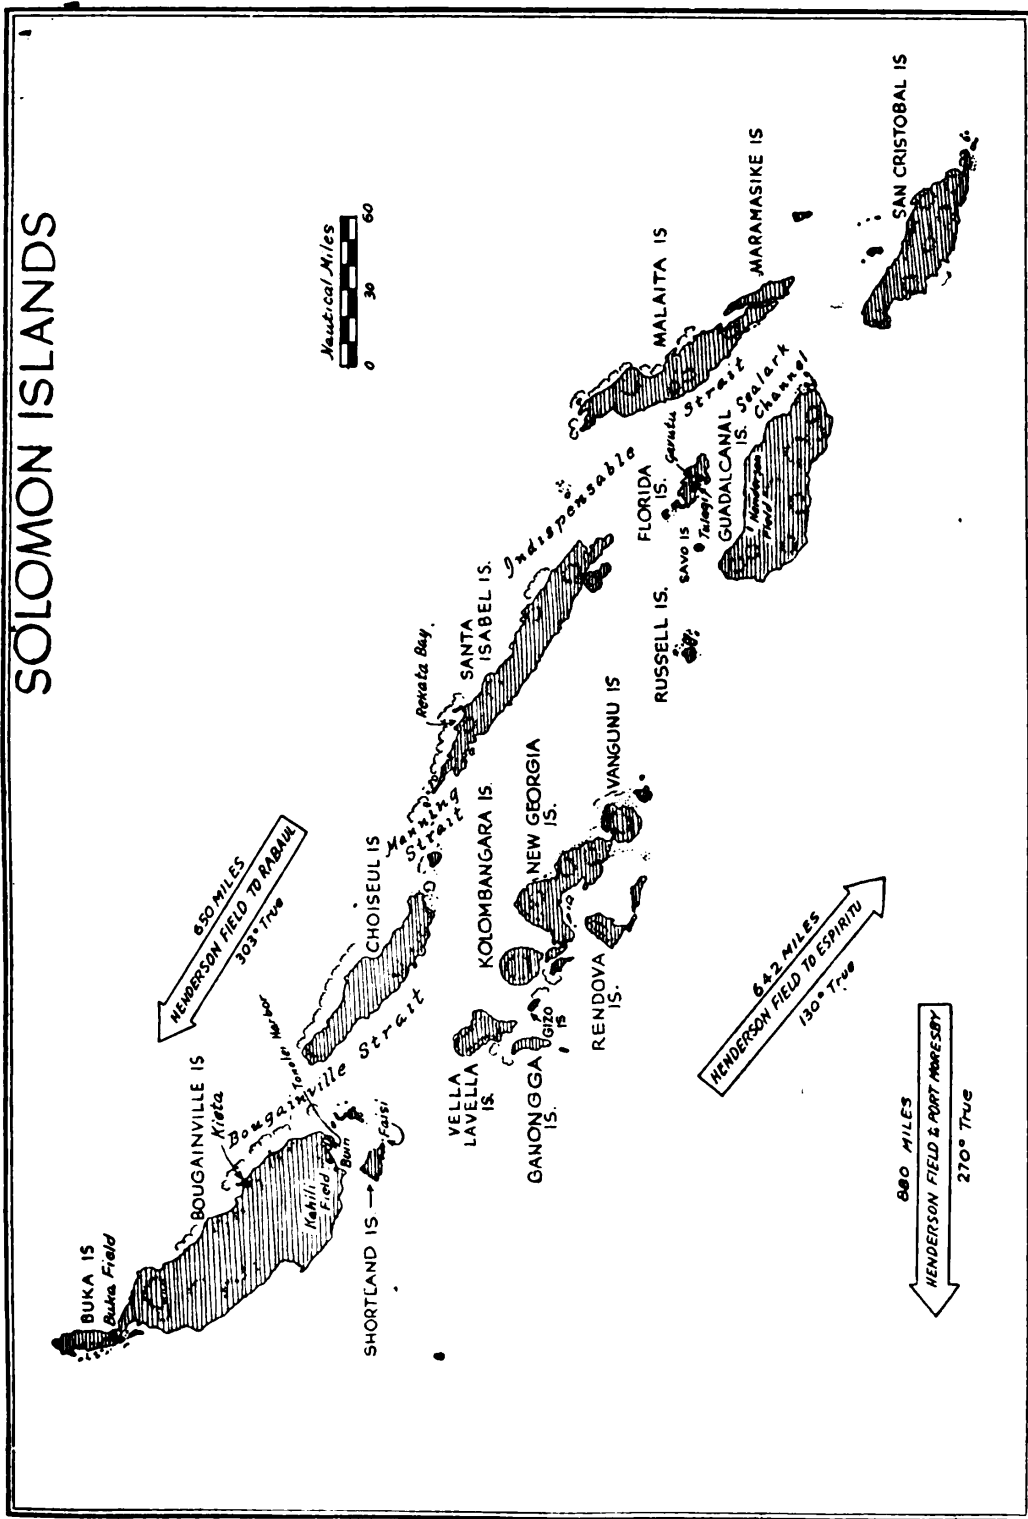 SOLOMON ISLANDS
Nautical Miles
0 30 60
BUKA IS
Buka Field
BOUGAINVILLE IS
Kieta
Tonolei Harbor
Bougainville Strait
Kahili
Field
Buin
Faisi
SHORTLAND IS
650 MILES
HENDERSON FIELD TO RABAUL
303° True
CHOISEUL IS
Manning
Strait
Rekata Bay.
SANTA
ISABEL IS.
Indispensable Strait
VELLA
LAVELLA
IS.
GANONGGA
IS.
GIZO
IS
KOLOMBANGARA IS.
NEW GEORGIA
IS.
RENDOVA
IS.
VANGUNU IS
RUSSELL IS.
SAVO IS
FLORIDA
IS.
Tulagi
Gavutu
GUADALCANAL
IS.
Henderson
Field
Sealark
Channel
MALAITA IS
MARAMASIKE IS
SAN CRISTOBAL IS
642 MILES
HENDERSON FIELD TO ESPIRITU
130° True
880 MILES
HENDERSON FIELD to PORT MORESBY
270° True